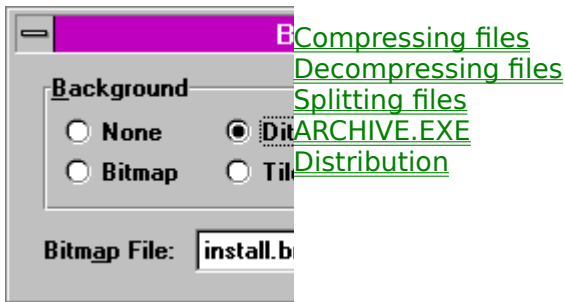 B
Background
None
Dit
Bitmap
Til
Bitmap File:
install.b
Compressing files
Decompressing files
Splitting files
ARCHIVE.EXE
Distribution